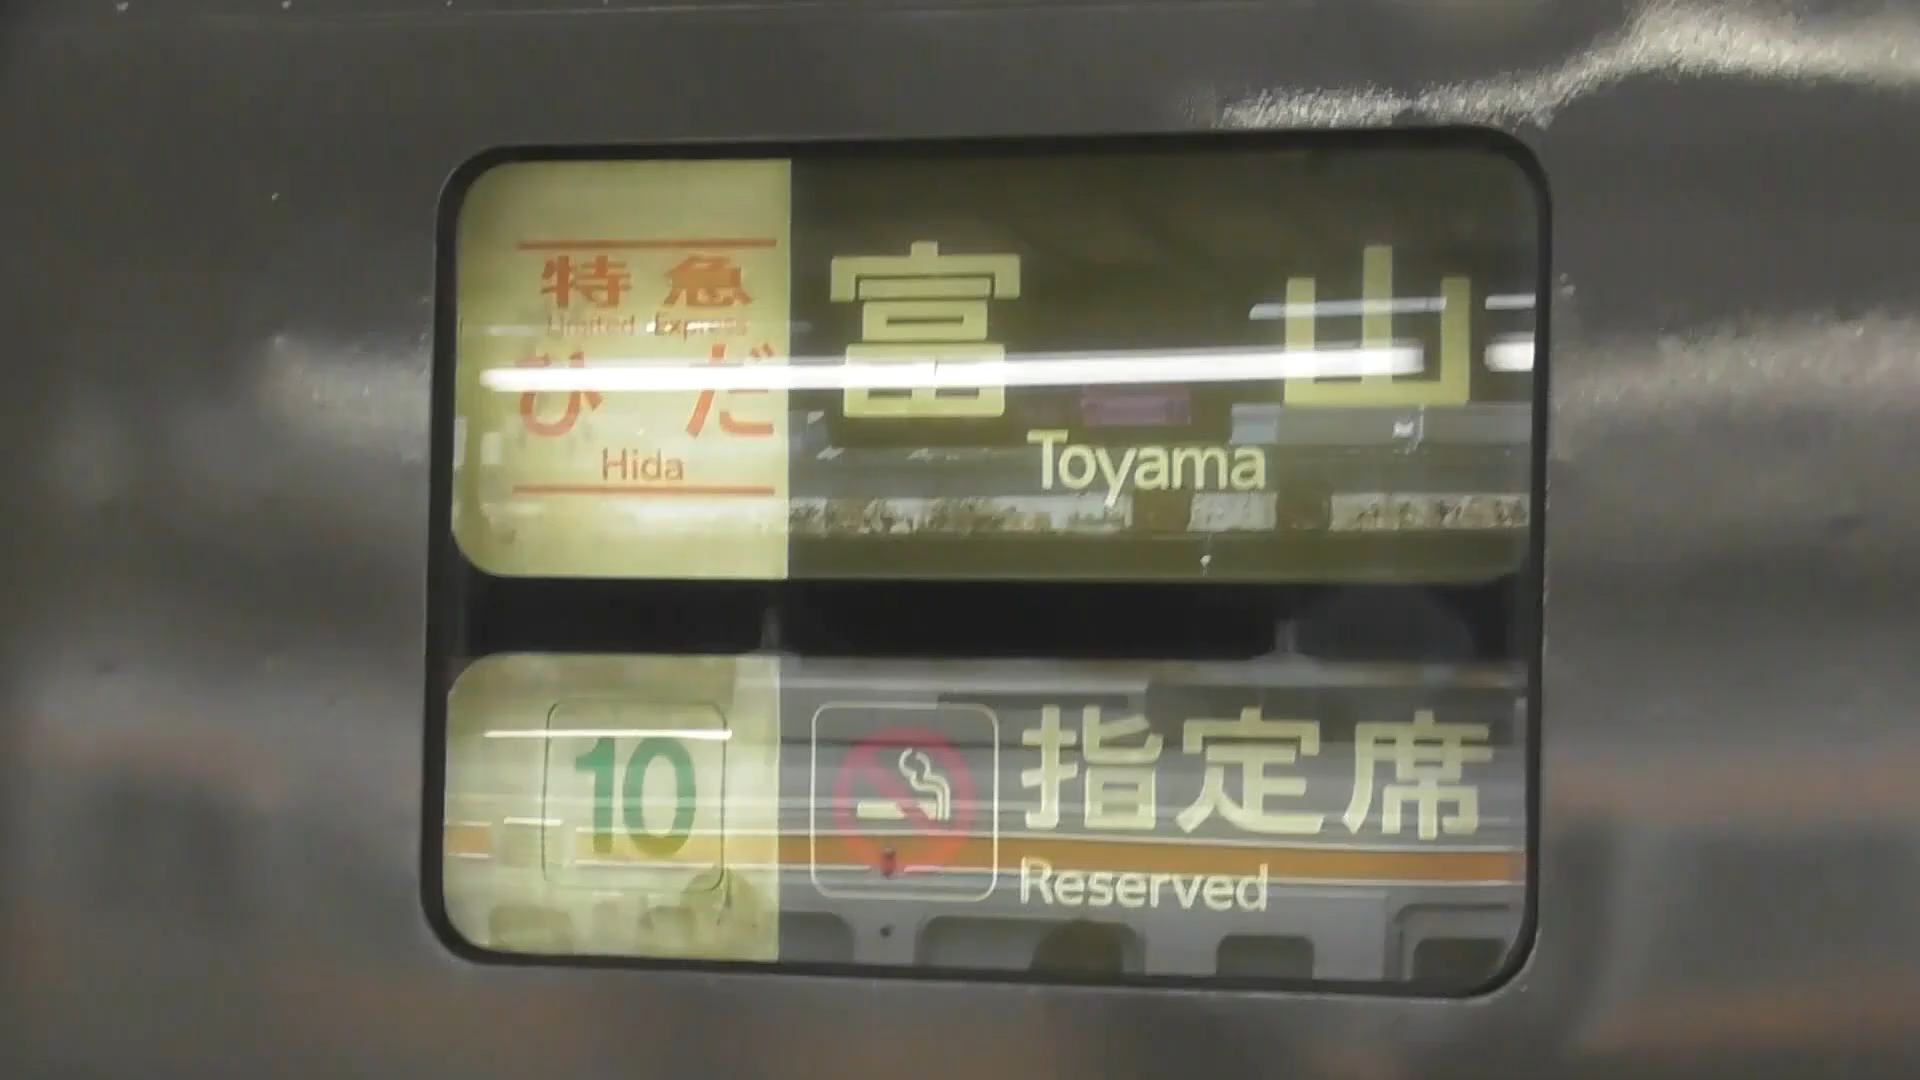 特急
Limited Express
ひだ
Hida
富山
Toyama
10
指定席
Reserved